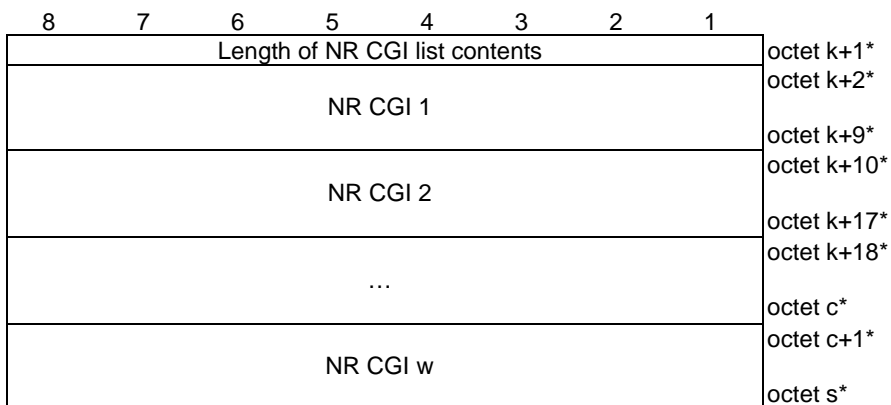 8 7 6 5 4 3 2 1
Length of NR CGI list contents octet k+1*
octet k+2*
NR CGI 1
octet k+9*
octet k+10*
NR CGI 2
octet k+17*
octet k+18*
…
octet c*
octet c+1*
NR CGI w
octet s*